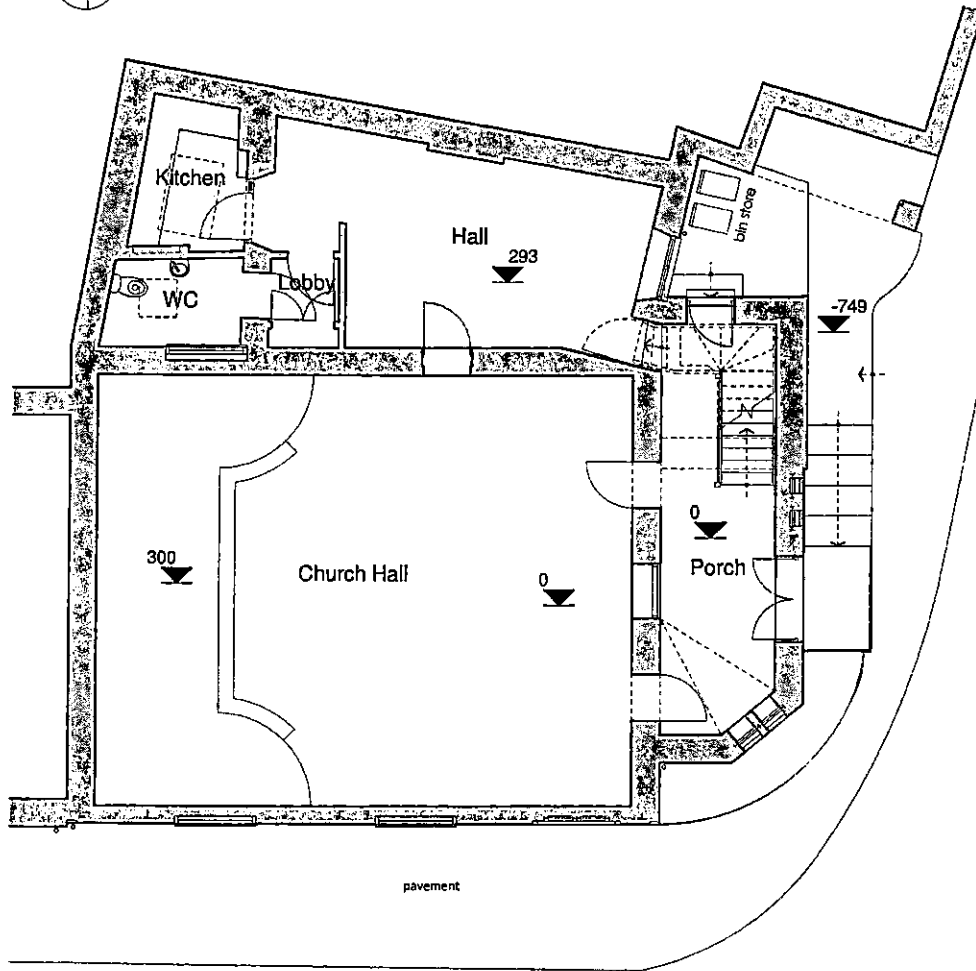 Kitchen
Hall
293
bin store
Lobby
WC
-749
300
Church Hall
0
0
Porch
pavement